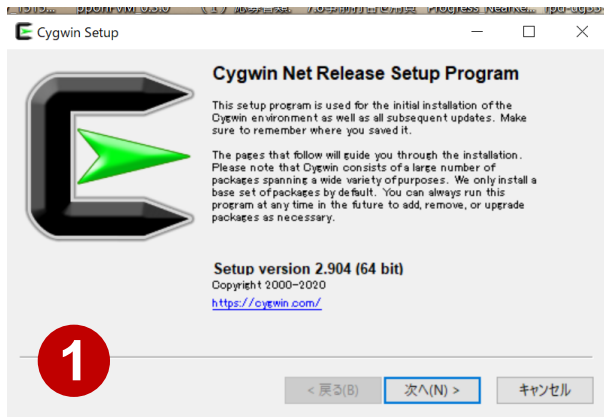 Cygwin Setup
Cygwin Net Release Setup Program
This setup program is used for the initial installation of the
Cygwin environment as well as all subsequent updates. Make
sure to remember where you saved it.
The pages that follow will guide you through the installation.
Please note that Cygwin consists of a large number of
packages spanning a wide variety of purposes. We only install a
base set of packages by default. You can always run this
program at any time in the future to add, remove, or upgrade
packages as necessary.
Setup version 2.904 (64 bit)
Copyright 2000-2020
https://cygwin.com/
1
< 戻る(B)
次へ(N) >
キャンセル